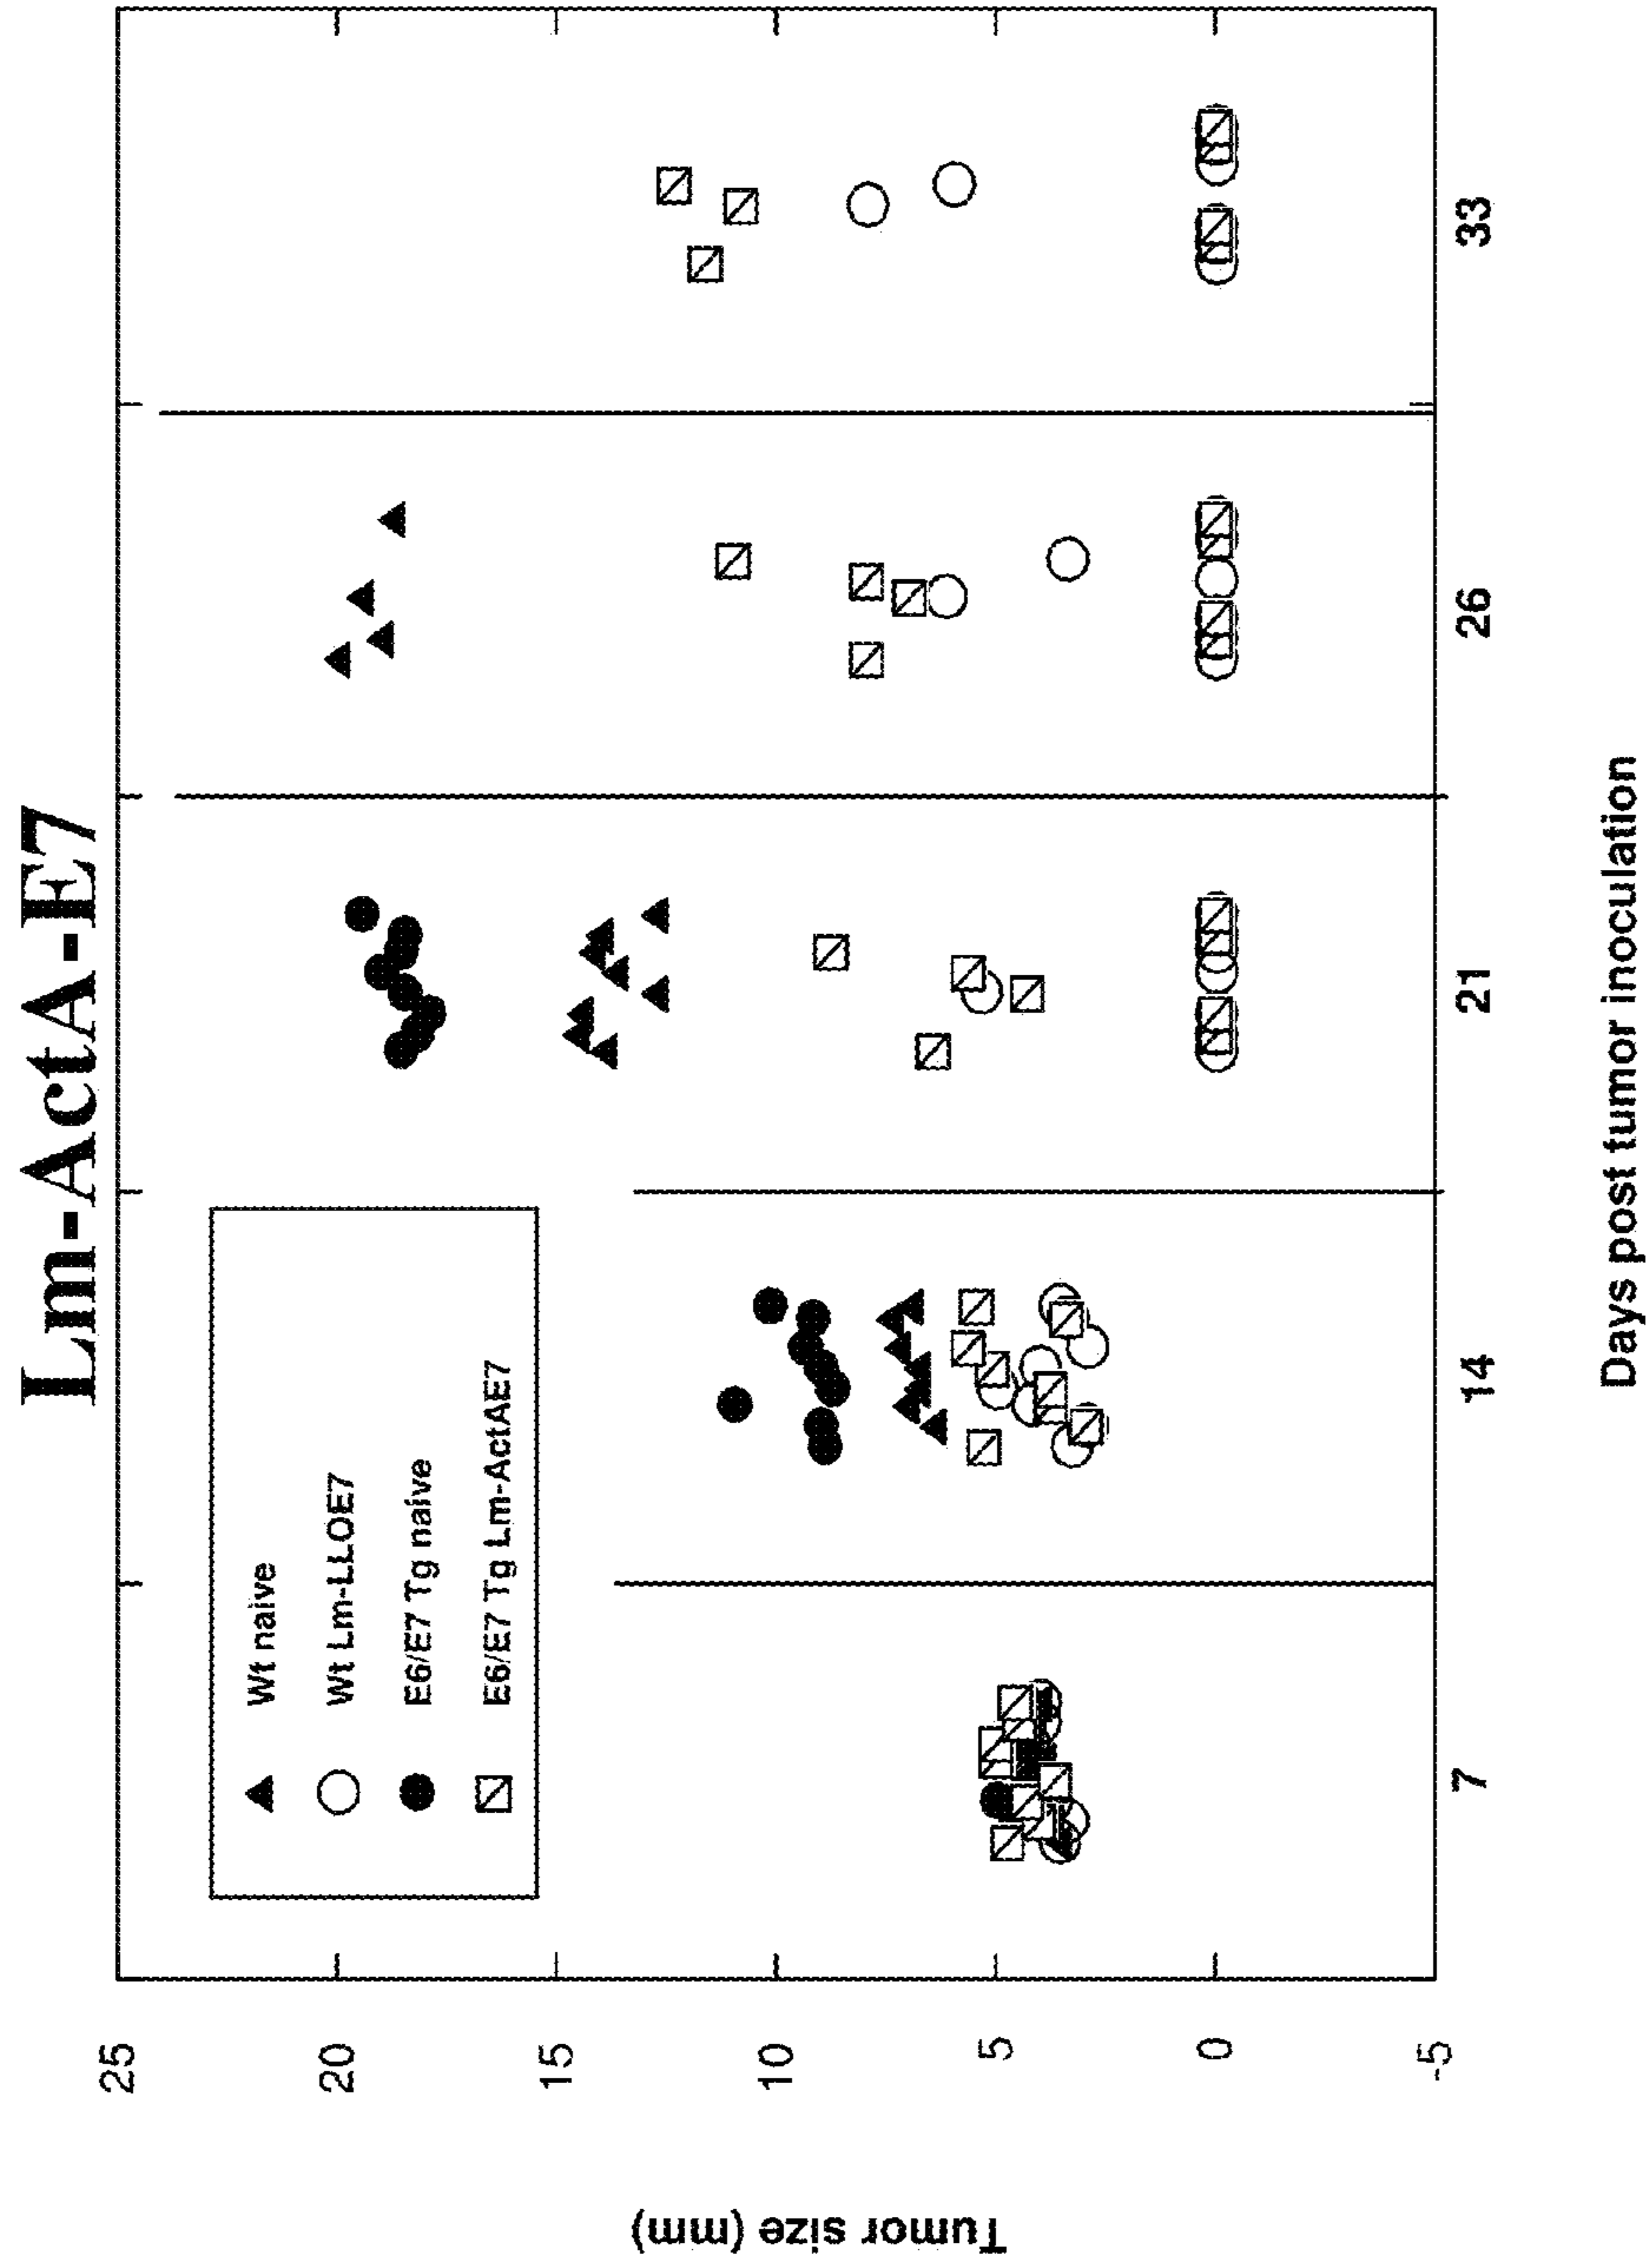 Lm-ActA-E7
Tumor size (mm)
25
20
15
10
5
0
-5
Wt naive
Wt Lm-LLOE7
E6/E7 Tg naive
E6/E7 Tg Lm-ActAE7
7
14
21
26
33
Days post tumor inoculation